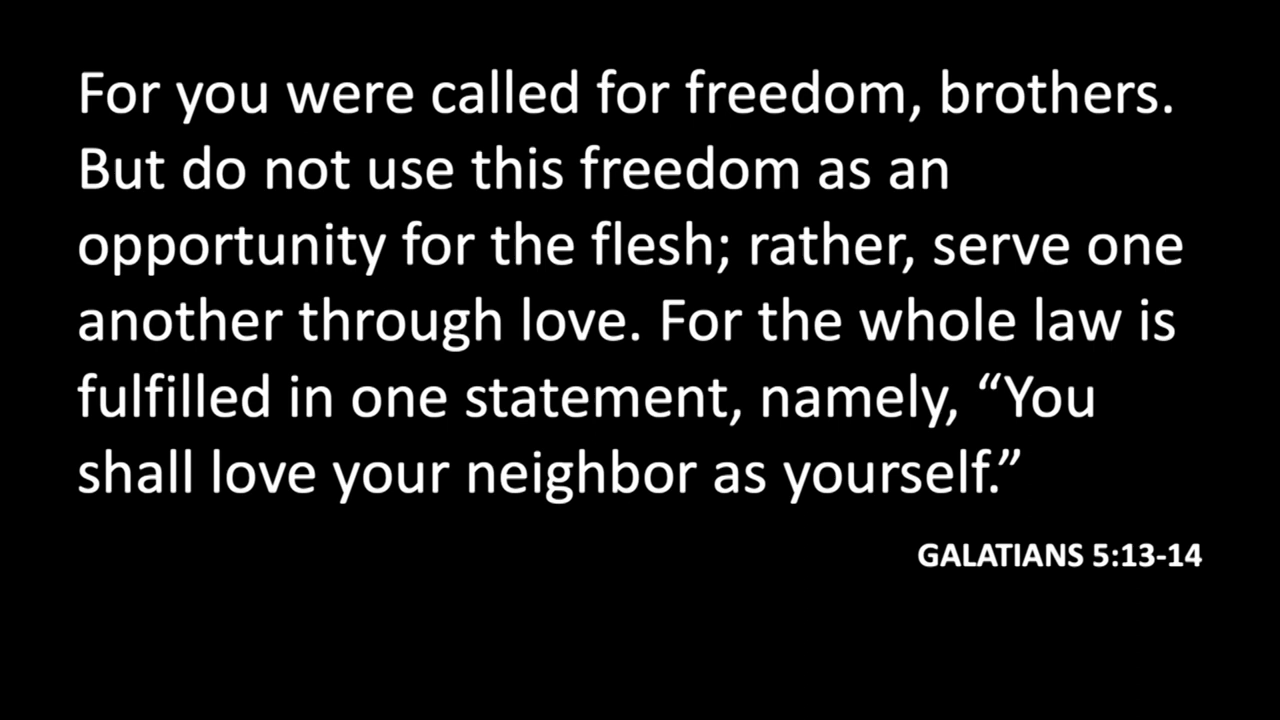 For you were called for freedom, brothers.
But do not use this freedom as an
opportunity for the flesh; rather, serve one
another through love. For the whole law is
fulfilled in one statement, namely, “You
shall love your neighbor as yourself.”
GALATIANS 5:13-14